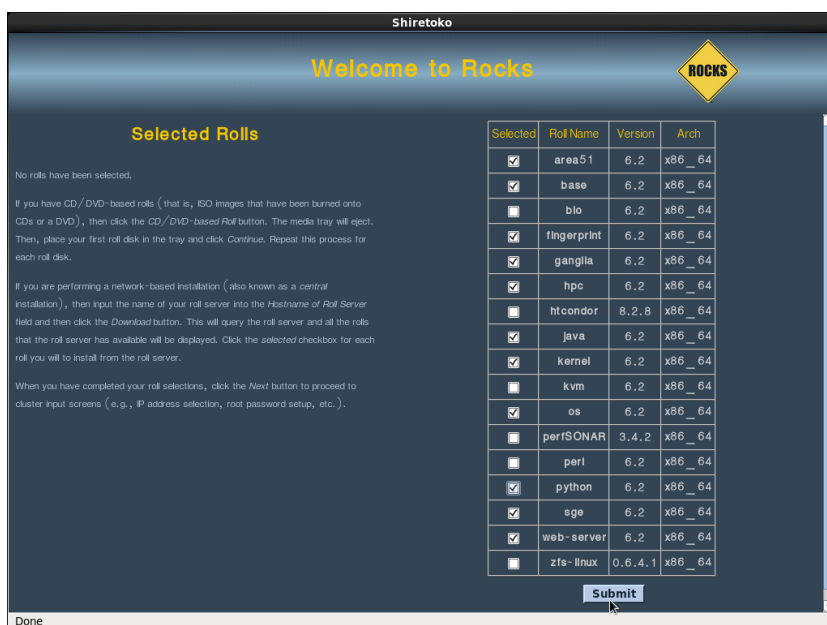 Shiretoko
Welcome to Rocks
ROCKS
Selected Rolls
No rolls have been selected.
If you have CD/DVD-based rolls (that is, ISO images that have been burned onto
CDs or a DVD), then click the CD/DVD-based Roll button. The media tray will eject.
Then, place your first roll disk in the tray and click Continue. Repeat this process for
each roll disk.
If you are performing a network-based installation (also known as a central
installation), then input the name of your roll server into the Hostname of Roll Server
field and then click the Download button. This will query the roll server and all the rolls
that the roll server has available will be displayed. Click the selected checkbox for each
roll you will to install from the roll server.
When you have completed your roll selections, click the Next button to proceed to
cluster input screens (e.g., IP address selection, root password setup, etc.).
Selected Roll Name Version Arch
area51 6.2 x86_64
base 6.2 x86_64
bio 6.2 x86_64
fingerprint 6.2 x86_64
ganglia 6.2 x86_64
hpc 6.2 x86_64
htcondor 8.2.8 x86_64
java 6.2 x86_64
kernel 6.2 x86_64
kvm 6.2 x86_64
os 6.2 x86_64
perfSONAR 3.4.2 x86_64
perl 6.2 x86_64
python 6.2 x86_64
sge 6.2 x86_64
web-server 6.2 x86_64
zfs-linux 0.6.4.1 x86_64
Submit
Done